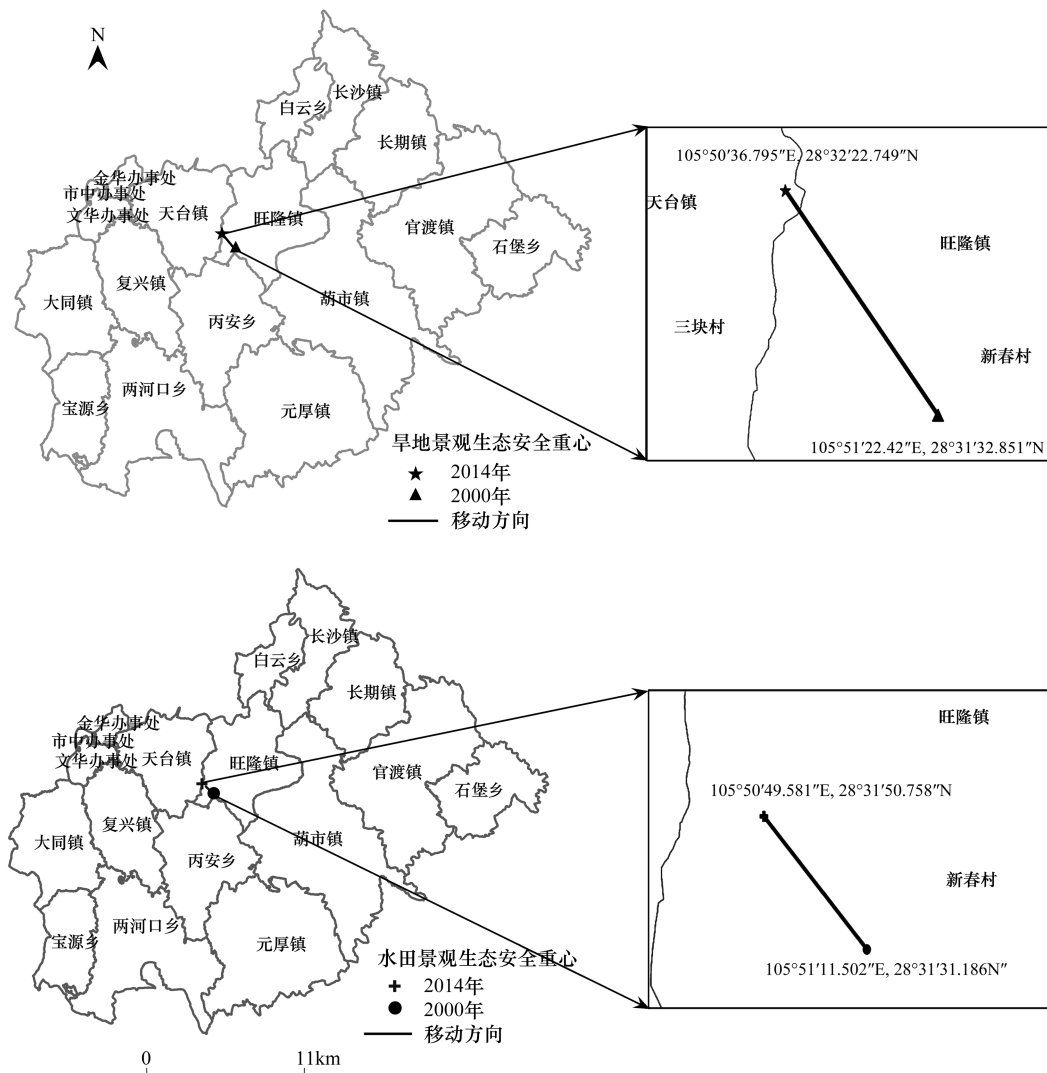 N
长沙镇
白云乡
长期镇
金华办事处
市中办事处
文华办事处
天台镇
旺隆镇
官渡镇
石堡乡
复兴镇
大同镇
葫市镇
丙安乡
两河口乡
宝源乡
元厚镇
旱地景观生态安全重心
2014年
2000年
移动方向
105°50′36.795″E, 28°32′22.749″N
天台镇
旺隆镇
三块村
新春村
105°51′22.42″E, 28°31′32.851″N
长沙镇
白云乡
长期镇
金华办事处
市中办事处
文华办事处
天台镇
旺隆镇
官渡镇
石堡乡
复兴镇
大同镇
葫市镇
丙安乡
两河口乡
宝源乡
元厚镇
水田景观生态安全重心
2014年
2000年
移动方向
旺隆镇
105°50′49.581″E, 28°31′50.758″N
新春村
105°51′11.502″E, 28°31′31.186N″
0 11km